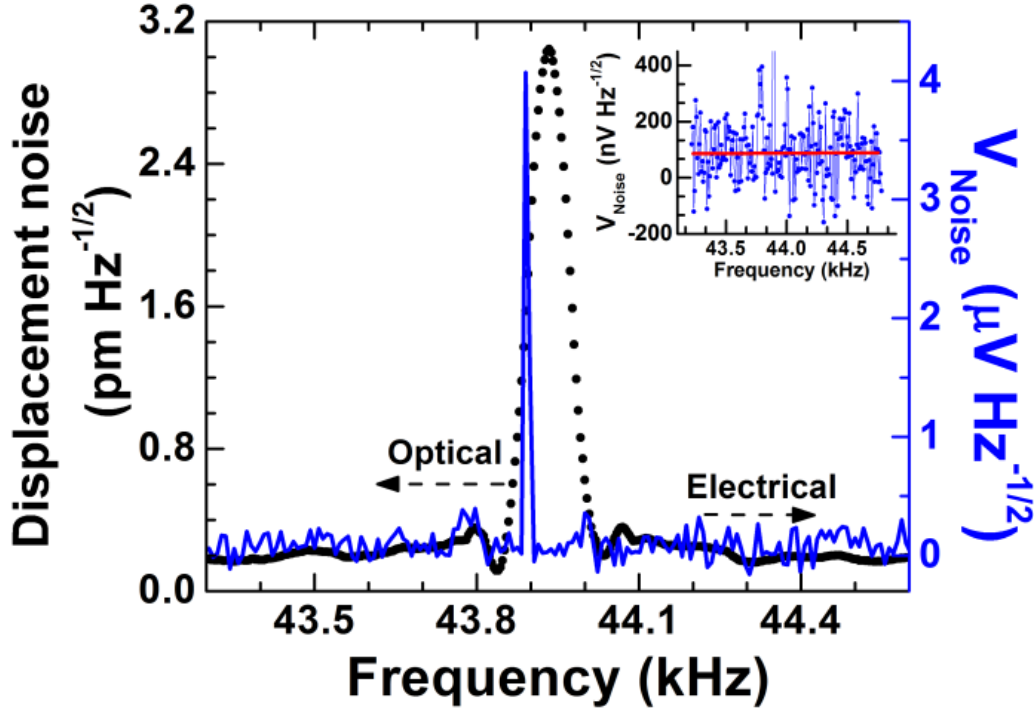 Displacement noise
(pm Hz^-1/2)
3.2
2.4
1.6
0.8
0.0
43.5 43.8 44.1 44.4
Frequency (kHz)
Optical
Electrical
4
3
2
1
0
V_Noise (μV Hz^-1/2)
V_Noise (nV Hz^-1/2)
400
200
0
-200
43.5 44.0 44.5
Frequency (kHz)